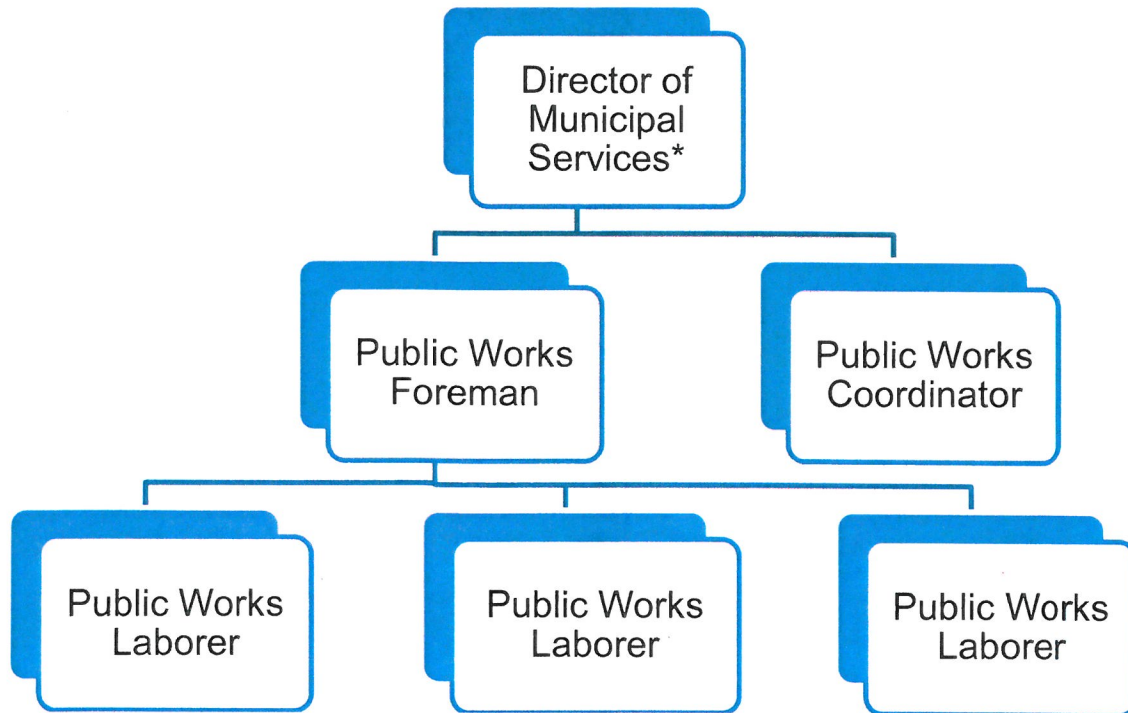 Director of
Municipal
Services*
Public Works
Foreman
Public Works
Coordinator
Public Works
Laborer
Public Works
Laborer
Public Works
Laborer